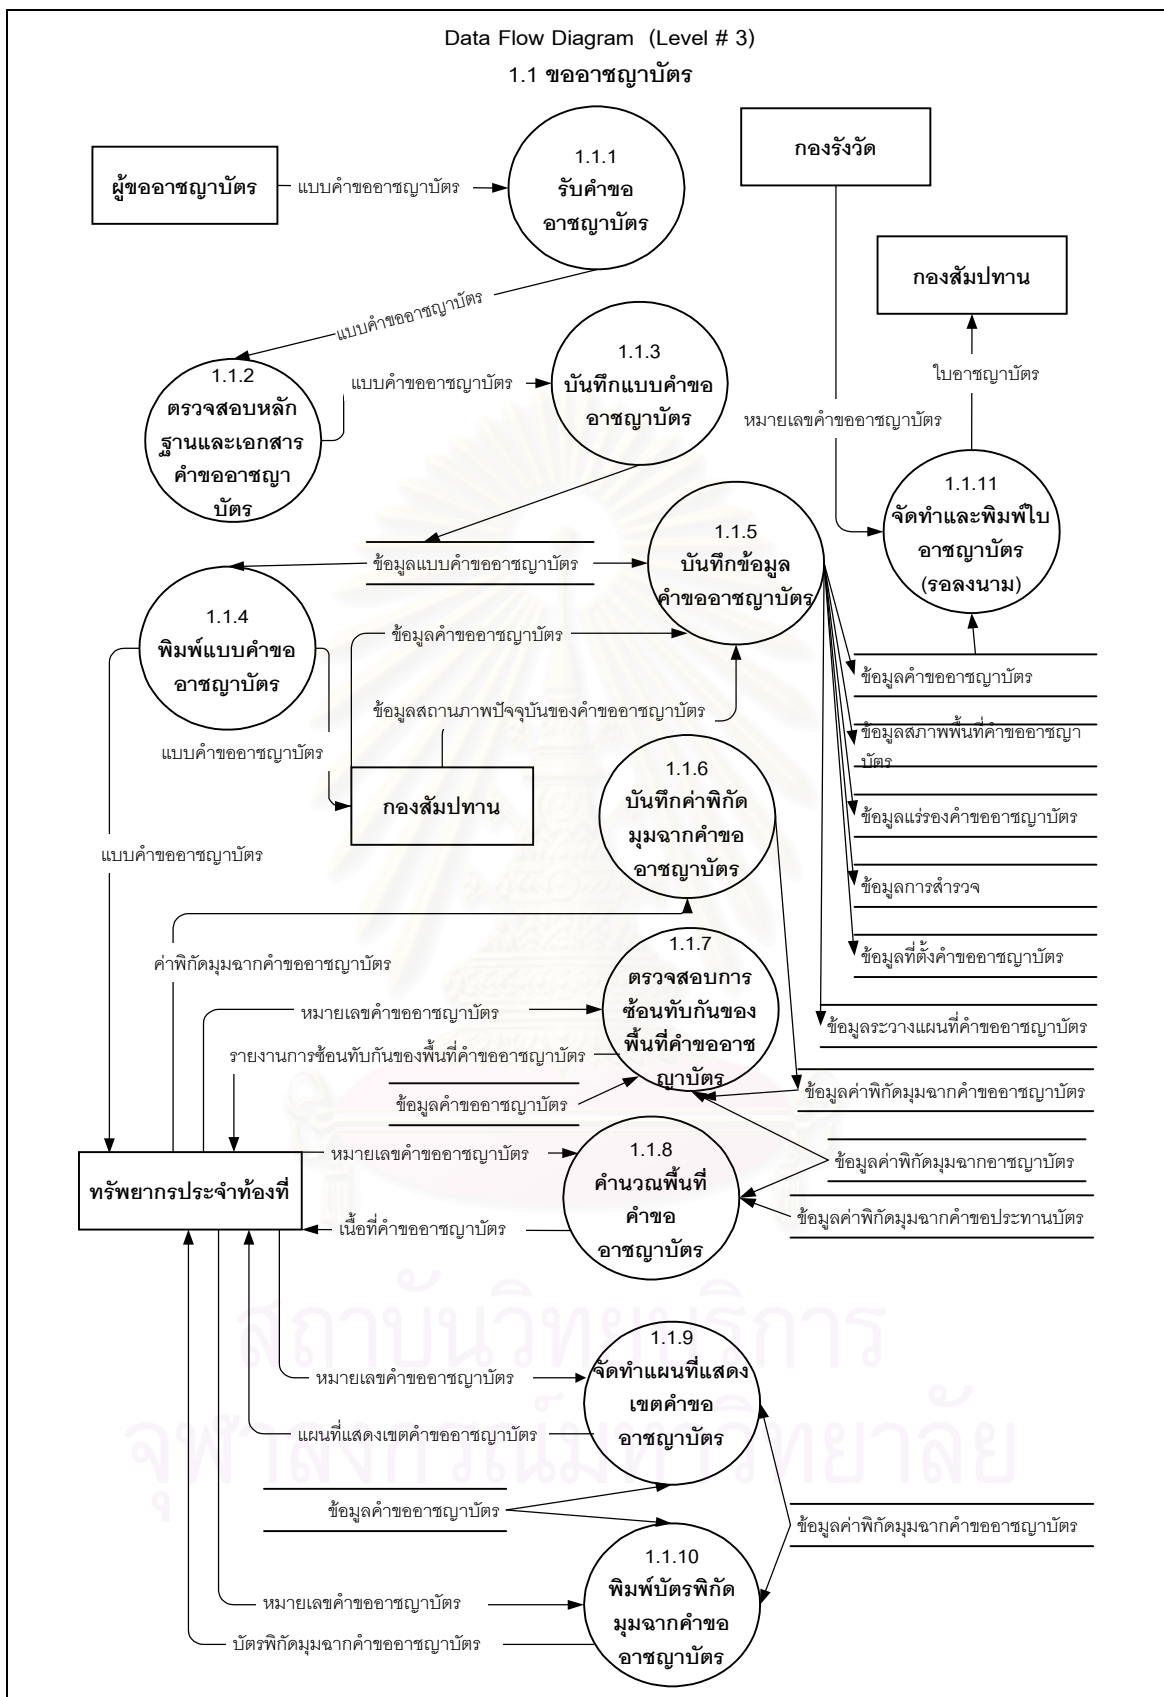 Data Flow Diagram (Level # 3)
1.1 ขออาชญาบัตร
ผู้ขออาชญาบัตร
แบบคำขออาชญาบัตร
1.1.1
รับคำขอ
อาชญาบัตร
กองรังวัด
กองสัมปทาน
แบบคำขออาชญาบัตร
1.1.2
ตรวจสอบหลัก
ฐานและเอกสาร
คำขออาชญา
บัตร
แบบคำขออาชญาบัตร
1.1.3
บันทึกแบบคำขอ
อาชญาบัตร
ใบอาชญาบัตร
หมายเลขคำขออาชญาบัตร
1.1.11
จัดทำและพิมพ์ใบ
อาชญาบัตร
(รอลงนาม)
ข้อมูลแบบคำขออาชญาบัตร
1.1.5
บันทึกข้อมูล
คำขออาชญาบัตร
1.1.4
พิมพ์แบบคำขอ
อาชญาบัตร
ข้อมูลคำขออาชญาบัตร
ข้อมูลสถานภาพปัจจุบันของคำขออาชญาบัตร
แบบคำขออาชญาบัตร
กองสัมปทาน
ข้อมูลคำขออาชญาบัตร
ข้อมูลสภาพพื้นที่คำขออาชญา
บัตร
ข้อมูลแร่รองคำขออาชญาบัตร
ข้อมูลการสำรวจ
ข้อมูลที่ตั้งคำขออาชญาบัตร
ข้อมูลระวางแผนที่คำขออาชญาบัตร
1.1.6
บันทึกค่าพิกัด
มุมฉากคำขอ
อาชญาบัตร
แบบคำขออาชญาบัตร
ค่าพิกัดมุมฉากคำขออาชญาบัตร
1.1.7
ตรวจสอบการ
ซ้อนทับกันของ
พื้นที่คำขออาช
ญาบัตร
หมายเลขคำขออาชญาบัตร
รายงานการซ้อนทับกันของพื้นที่คำขออาชญาบัตร
ข้อมูลคำขออาชญาบัตร
ข้อมูลค่าพิกัดมุมฉากคำขออาชญาบัตร
ทรัพยากรประจำท้องที่
หมายเลขคำขออาชญาบัตร
1.1.8
คำนวณพื้นที่
คำขอ
อาชญาบัตร
เนื้อที่คำขออาชญาบัตร
ข้อมูลค่าพิกัดมุมฉากอาชญาบัตร
ข้อมูลค่าพิกัดมุมฉากคำขอประทานบัตร
สถาบันวิทยบริการ
จุฬาลงกรณ์มหาวิทยาลัย
1.1.9
จัดทำแผนที่แสดง
เขตคำขอ
อาชญาบัตร
หมายเลขคำขออาชญาบัตร
แผนที่แสดงเขตคำขออาชญาบัตร
ข้อมูลคำขออาชญาบัตร
ข้อมูลค่าพิกัดมุมฉากคำขออาชญาบัตร
1.1.10
พิมพ์บัตรพิกัด
มุมฉากคำขอ
อาชญาบัตร
หมายเลขคำขออาชญาบัตร
บัตรพิกัดมุมฉากคำขออาชญาบัตร